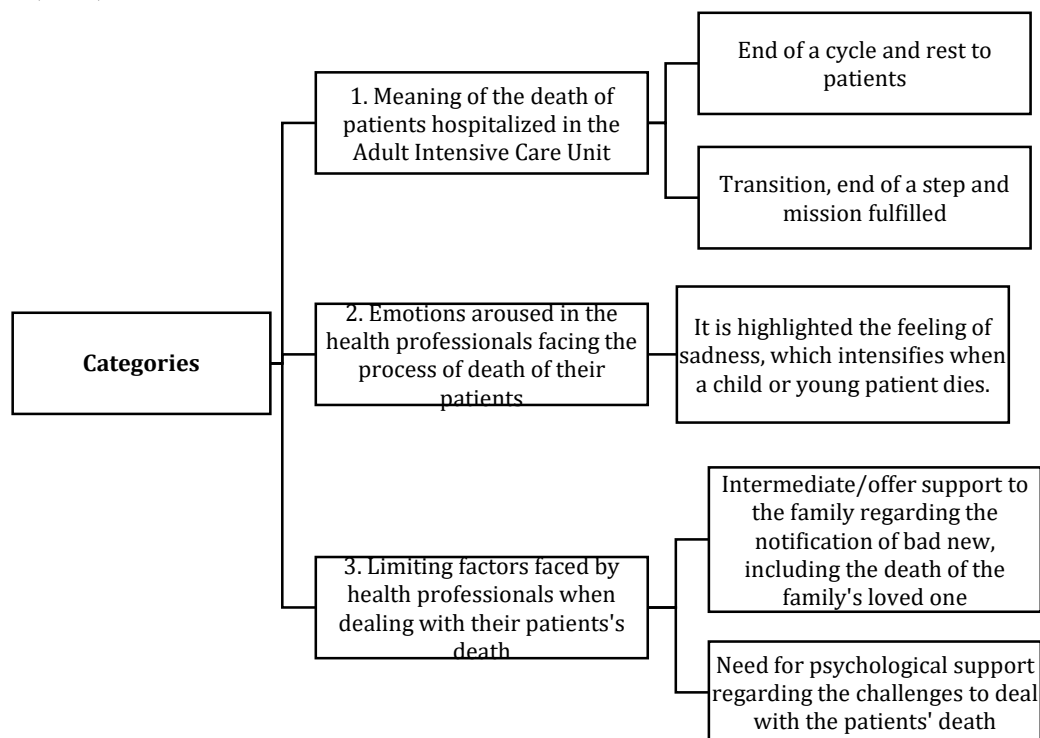 Categories
1. Meaning of the death of
patients hospitalized in the
Adult Intensive Care Unit
End of a cycle and rest to
patients
Transition, end of a step and
mission fulfilled
2. Emotions aroused in the
health professionals facing the
process of death of their
patients
It is highlighted the feeling of
sadness, which intensifies when
a child or young patient dies.
3. Limiting factors faced by
health professionals when
dealing with their patients's
death
Intermediate/offer support to
the family regarding the
notification of bad new,
including the death of the
family's loved one
Need for psychological support
regarding the challenges to deal
with the patients' death